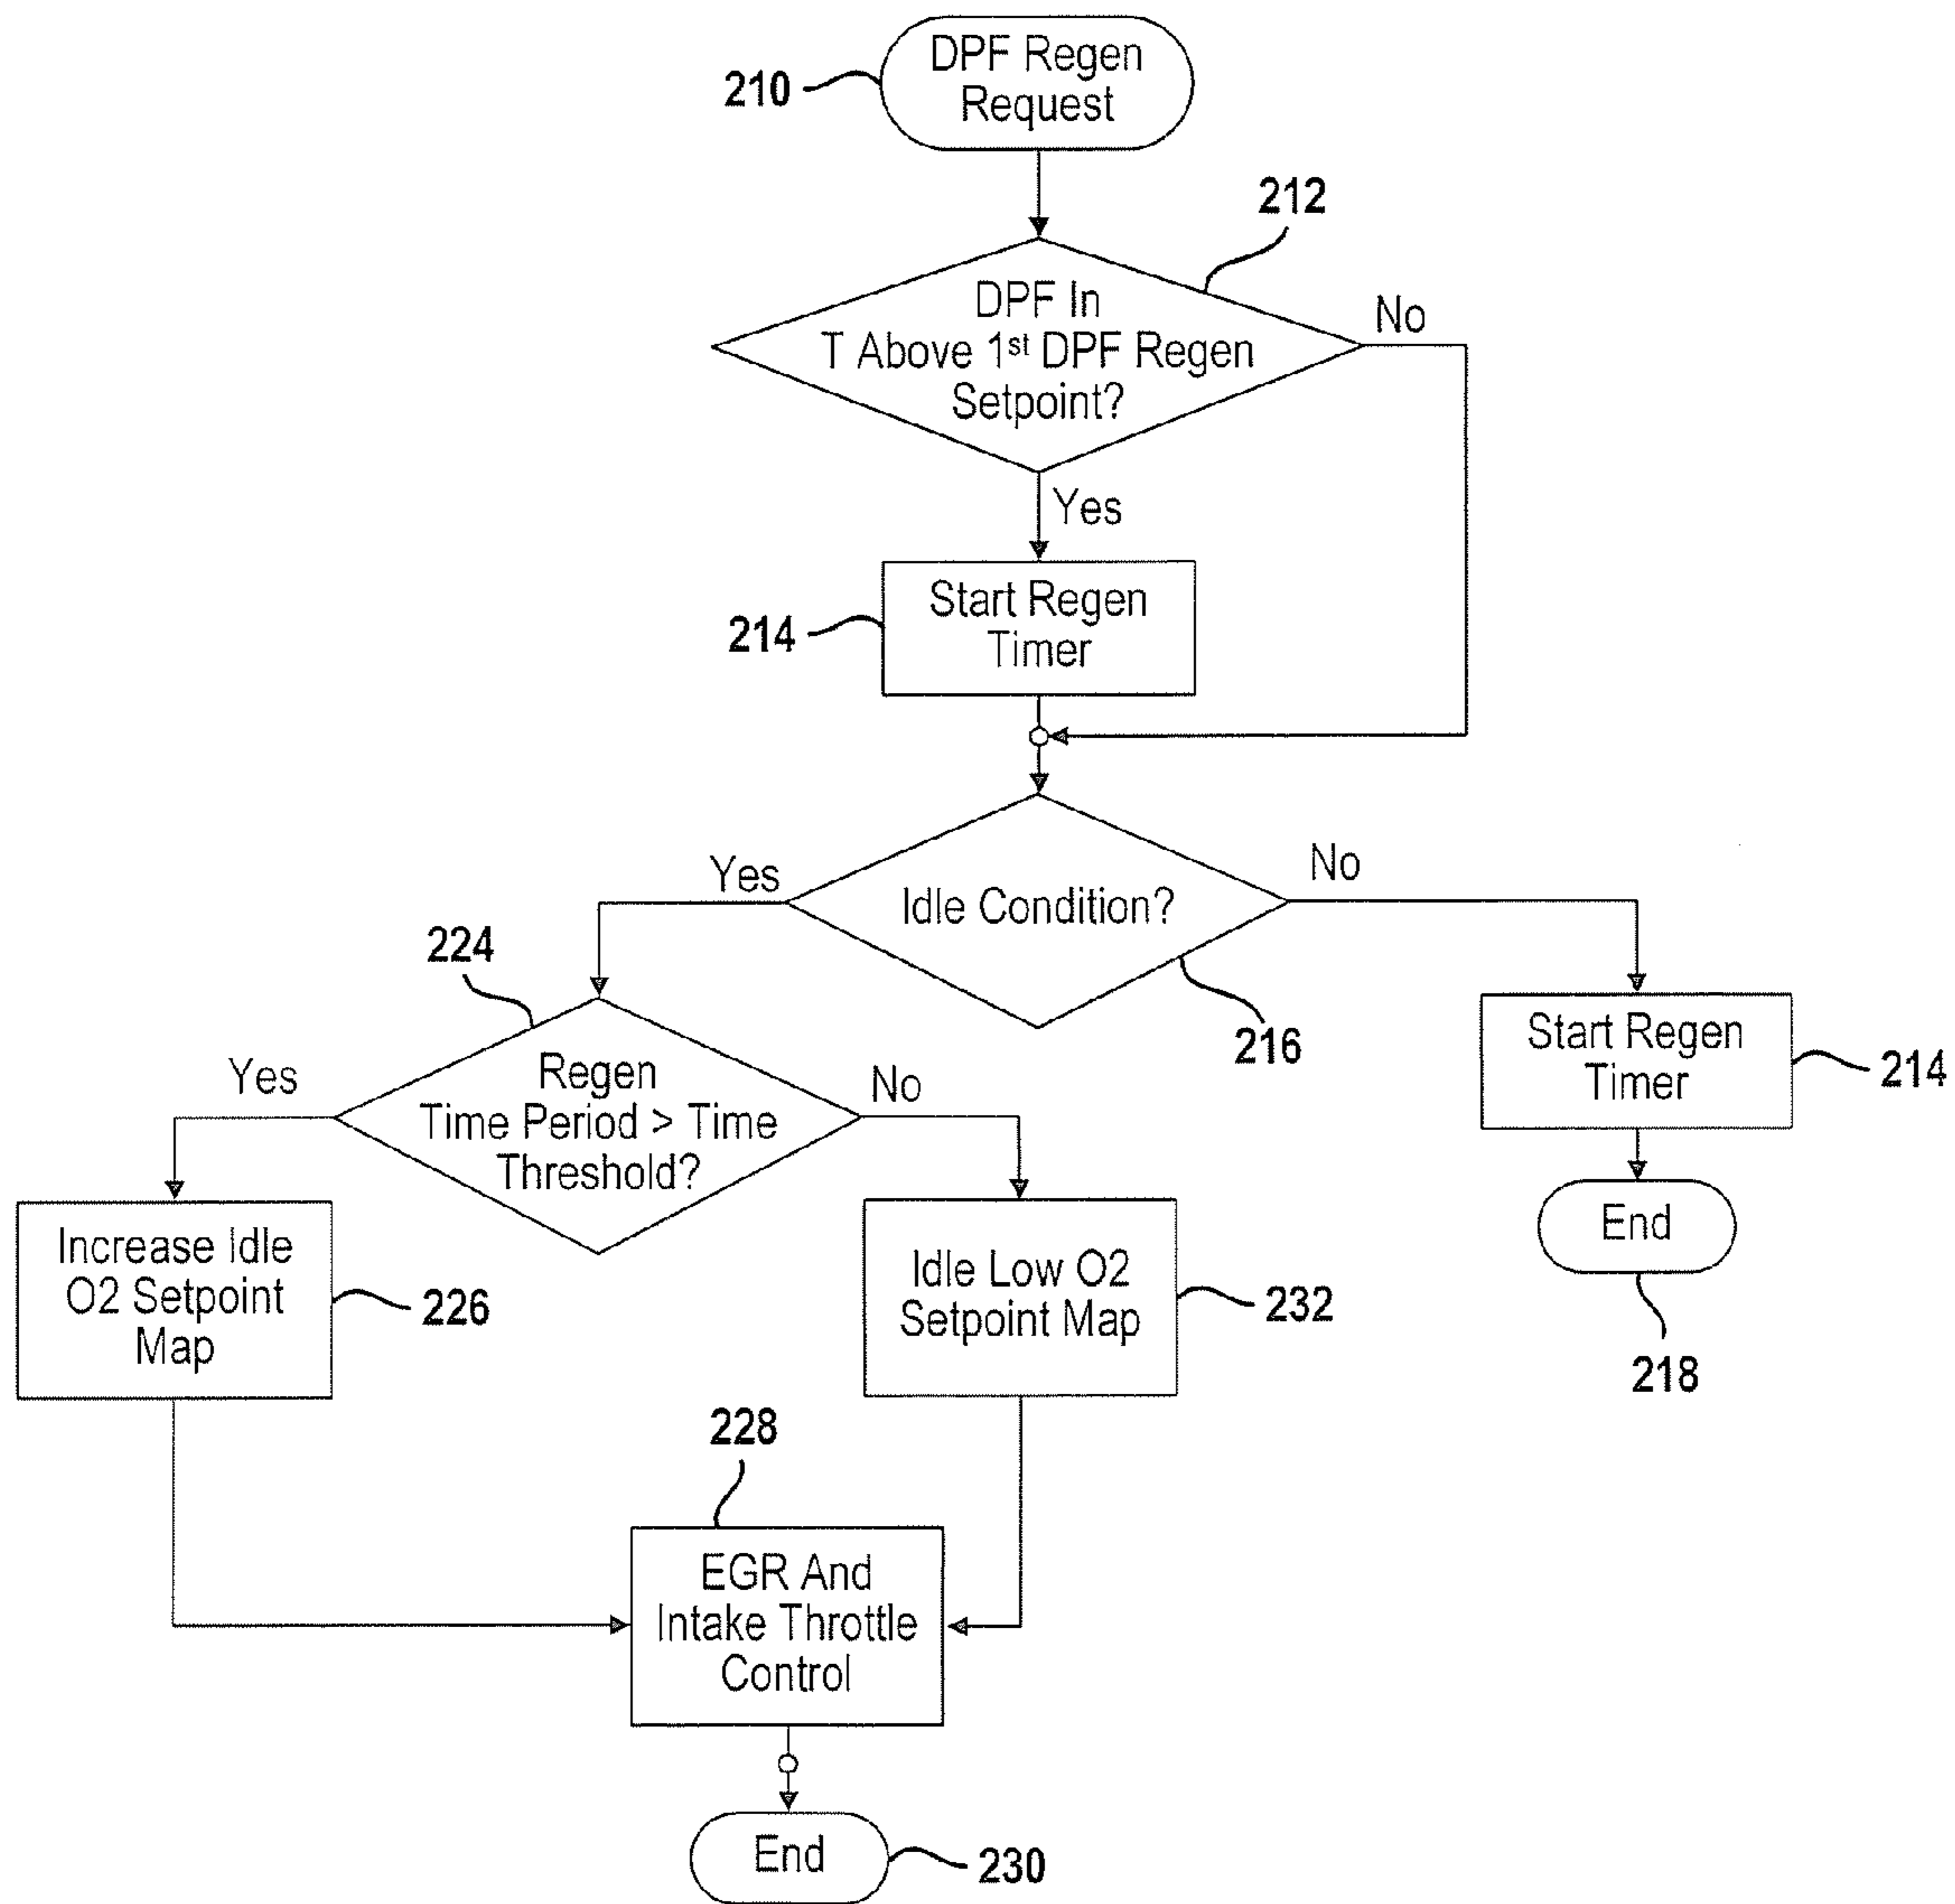 DPF Regen
Request
210
212
DPF In
T Above 1st DPF Regen
Setpoint?
No
Yes
Start Regen
Timer
214
Idle Condition?
Yes
No
216
224
Regen
Time Period > Time
Threshold?
Yes
No
Start Regen
Timer
214
End
218
Increase Idle
O2 Setpoint
Map
226
Idle Low O2
Setpoint Map
232
228
EGR And
Intake Throttle
Control
End
230